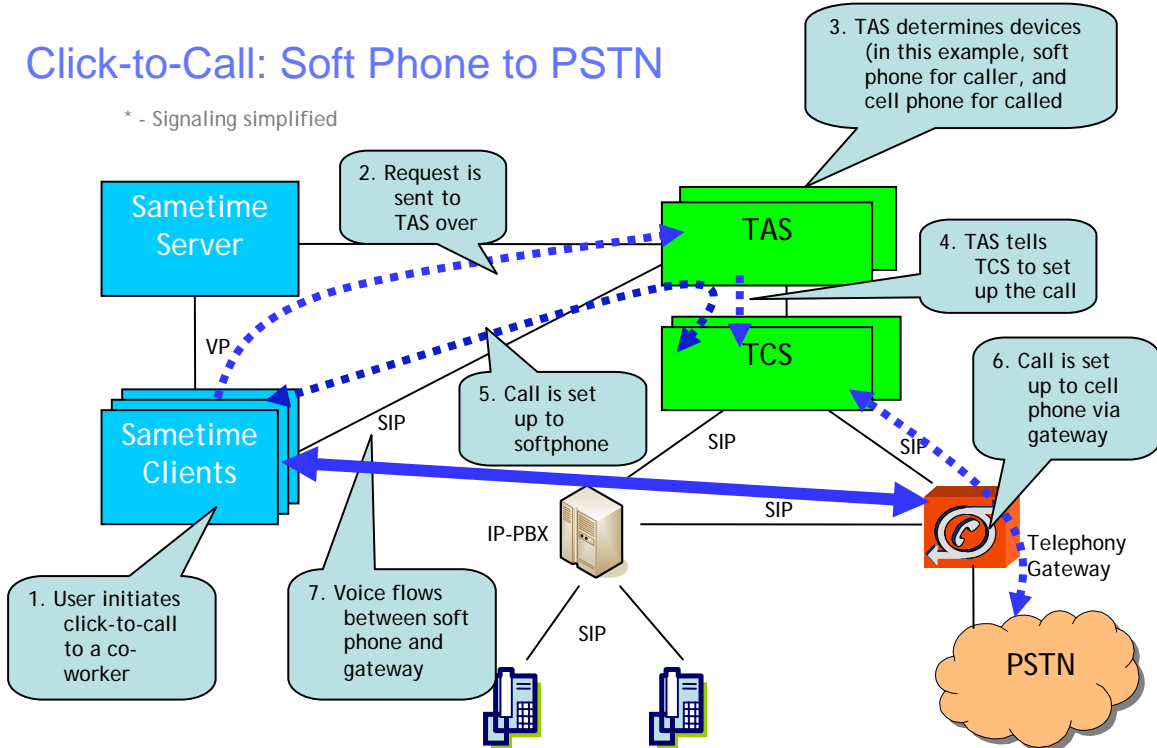 Click-to-Call: Soft Phone to PSTN
* - Signaling simplified
3. TAS determines devices
(in this example, soft
phone for caller, and
cell phone for called
2. Request is
sent to
TAS over
Sametime
Server
TAS
4. TAS tells
TCS to set
up the call
VP
TCS
5. Call is set
up to
softphone
6. Call is set
up to cell
phone via
gateway
Sametime
Clients
SIP
SIP
SIP
SIP
IP-PBX
Telephony
Gateway
1. User initiates
click-to-call
to a co-
worker
7. Voice flows
between soft
phone and
gateway
SIP
PSTN